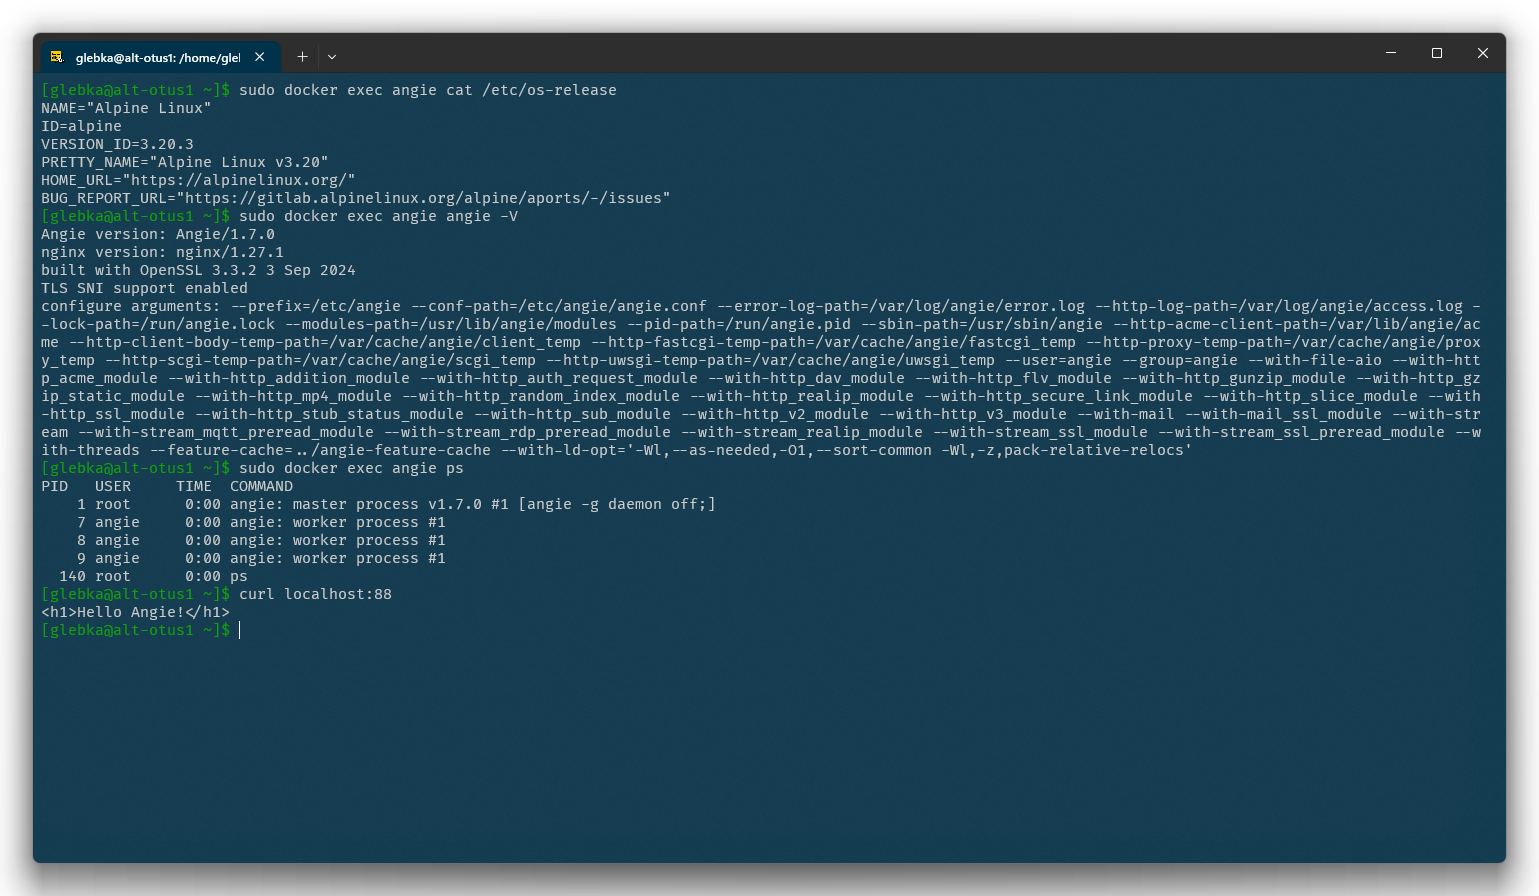 glebka@alt-otus1: /home/glel
[glebka@alt-otus1 ~]$ sudo docker exec angie cat /etc/os-release
NAME="Alpine Linux"
ID=alpine
VERSION_ID=3.20.3
PRETTY_NAME="Alpine Linux v3.20"
HOME_URL="https://alpinelinux.org/"
BUG_REPORT_URL="https://gitlab.alpinelinux.org/alpine/aports/-/issues"
[glebka@alt-otus1 ~]$ sudo docker exec angie angie -V
Angie version: Angie/1.7.0
nginx version: nginx/1.27.1
built with OpenSSL 3.3.2 3 Sep 2024
TLS SNI support enabled
configure arguments: --prefix=/etc/angie --conf-path=/etc/angie/angie.conf --error-log-path=/var/log/angie/error.log --http-log-path=/var/log/angie/access.log -
-lock-path=/run/angie.lock --modules-path=/usr/lib/angie/modules --pid-path=/run/angie.pid --sbin-path=/usr/sbin/angie --http-acme-client-path=/var/lib/angie/ac
me --http-client-body-temp-path=/var/cache/angie/client_temp --http-fastcgi-temp-path=/var/cache/angie/fastcgi_temp --http-proxy-temp-path=/var/cache/angie/prox
y_temp --http-scgi-temp-path=/var/cache/angie/scgi_temp --http-uwsgi-temp-path=/var/cache/angie/uwsgi_temp --user=angie --group=angie --with-file-aio --with-htt
p_acme_module --with-http_addition_module --with-http_auth_request_module --with-http_dav_module --with-http_flv_module --with-http_gunzip_module --with-http_gz
ip_static_module --with-http_mp4_module --with-http_random_index_module --with-http_realip_module --with-http_secure_link_module --with-http_slice_module --with
-http_ssl_module --with-http_stub_status_module --with-http_sub_module --with-http_v2_module --with-http_v3_module --with-mail --with-mail_ssl_module --with-str
eam --with-stream_mqtt_preread_module --with-stream_rdp_preread_module --with-stream_realip_module --with-stream_ssl_module --with-stream_ssl_preread_module --w
ith-threads --feature-cache=../angie-feature-cache --with-ld-opt='-Wl,--as-needed,-O1,--sort-common -Wl,-z,pack-relative-relocs'
[glebka@alt-otus1 ~]$ sudo docker exec angie ps
PID   USER     TIME  COMMAND
    1 root      0:00 angie: master process v1.7.0 #1 [angie -g daemon off;]
    7 angie     0:00 angie: worker process #1
    8 angie     0:00 angie: worker process #1
    9 angie     0:00 angie: worker process #1
  140 root      0:00 ps
[glebka@alt-otus1 ~]$ curl localhost:88
<h1>Hello Angie!</h1>
[glebka@alt-otus1 ~]$